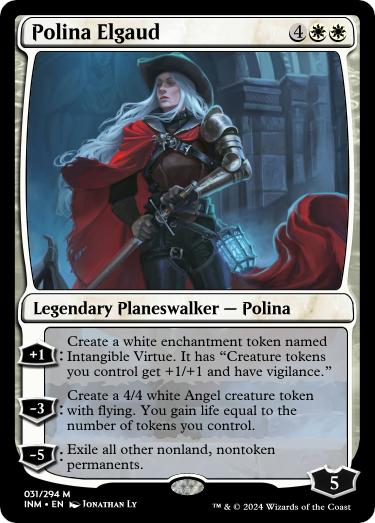 Polina Elgaud 4
Legendary Planeswalker — Polina
+1: Create a white enchantment token named
Intangible Virtue. It has “Creature tokens
you control get +1/+1 and have vigilance.”
-3: Create a 4/4 white Angel creature token
with flying. You gain life equal to the
number of tokens you control.
-5: Exile all other nonland, nontoken
permanents.
5
031/294 M
INM • EN Jonathan Ly
™ & © 2024 Wizards of the Coast